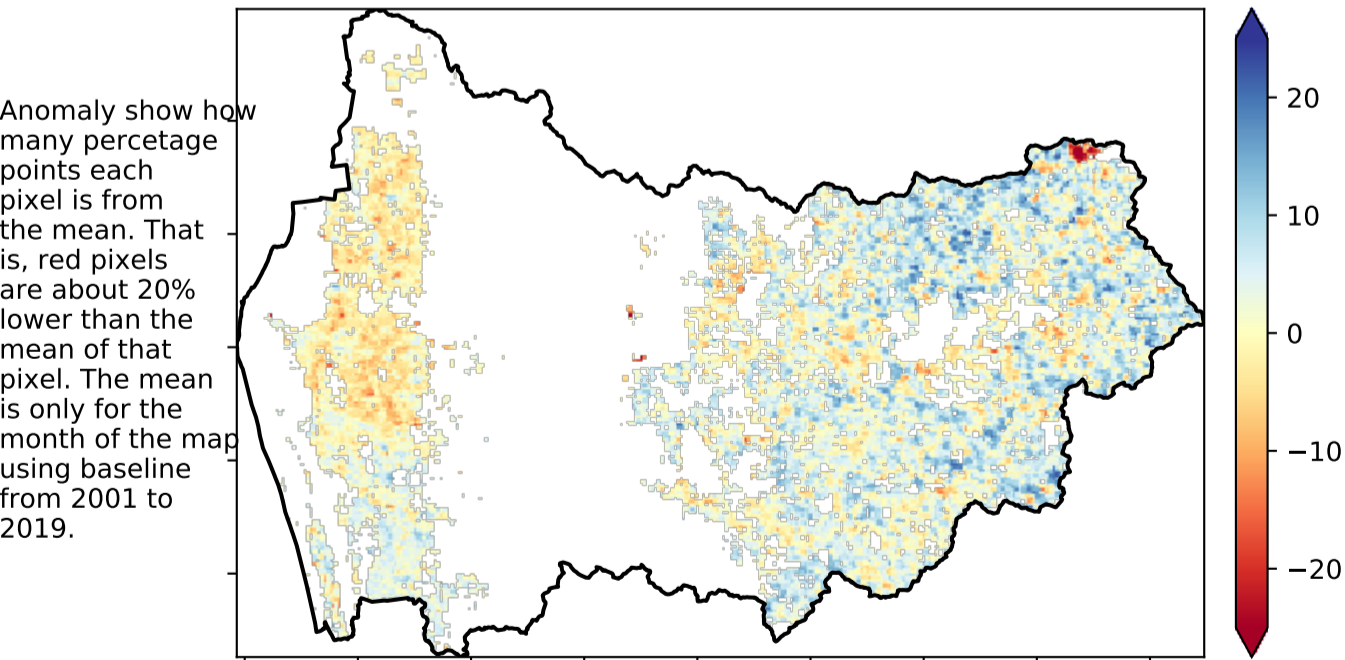 Anomaly show how
many percetage
points each
pixel is from
the mean. That
is, red pixels
are about 20%
lower than the
mean of that
pixel. The mean
is only for the
month of the map
using baseline
from 2001 to
2019.
20
10
0
−10
−20